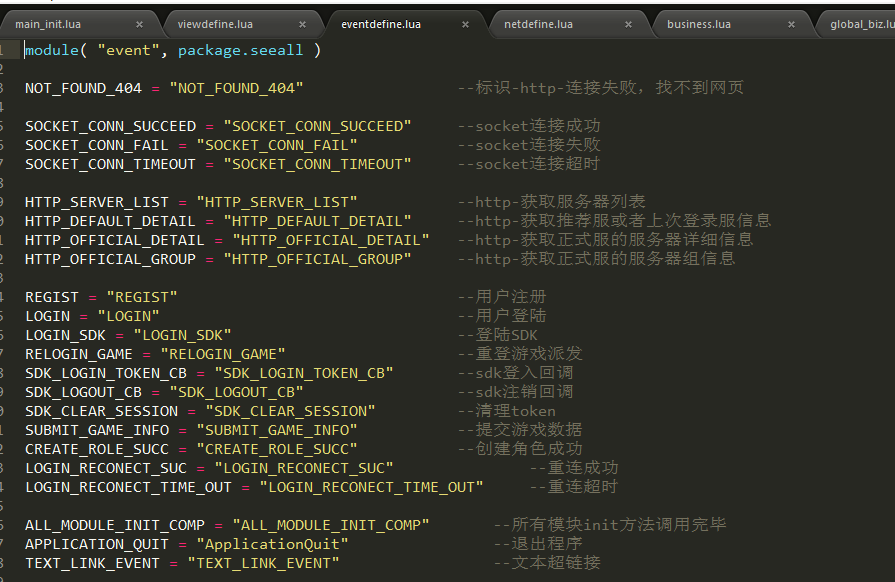 main_init.lua × viewdefine.lua × eventdefine.lua × netdefine.lua × business.lua × global_biz.lu
1 module( "event", package.seeall )
2
3 NOT_FOUND_404 = "NOT_FOUND_404" --标识-http-连接失败，找不到网页
4
5 SOCKET_CONN_SUCCEED = "SOCKET_CONN_SUCCEED" --socket连接成功
6 SOCKET_CONN_FAIL = "SOCKET_CONN_FAIL" --socket连接失败
7 SOCKET_CONN_TIMEOUT = "SOCKET_CONN_TIMEOUT" --socket连接超时
8
9 HTTP_SERVER_LIST = "HTTP_SERVER_LIST" --http-获取服务器列表
0 HTTP_DEFAULT_DETAIL = "HTTP_DEFAULT_DETAIL" --http-获取推荐服或者上次登录服信息
1 HTTP_OFFICIAL_DETAIL = "HTTP_OFFICIAL_DETAIL" --http-获取正式服的服务器详细信息
2 HTTP_OFFICIAL_GROUP = "HTTP_OFFICIAL_GROUP" --http-获取正式服的服务器组信息
3
4 REGIST = "REGIST" --用户注册
5 LOGIN = "LOGIN" --用户登陆
6 LOGIN_SDK = "LOGIN_SDK" --登陆SDK
7 RELOGIN_GAME = "RELOGIN_GAME" --重登游戏派发
8 SDK_LOGIN_TOKEN_CB = "SDK_LOGIN_TOKEN_CB" --sdk登入回调
9 SDK_LOGOUT_CB = "SDK_LOGOUT_CB" --sdk注销回调
0 SDK_CLEAR_SESSION = "SDK_CLEAR_SESSION" --清理token
1 SUBMIT_GAME_INFO = "SUBMIT_GAME_INFO" --提交游戏数据
2 CREATE_ROLE_SUCC = "CREATE_ROLE_SUCC" --创建角色成功
3 LOGIN_RECONECT_SUC = "LOGIN_RECONECT_SUC" --重连成功
4 LOGIN_RECONECT_TIME_OUT = "LOGIN_RECONECT_TIME_OUT" --重连超时
5
6 ALL_MODULE_INIT_COMP = "ALL_MODULE_INIT_COMP" --所有模块init方法调用完毕
7 APPLICATION_QUIT = "ApplicationQuit" --退出程序
8 TEXT_LINK_EVENT = "TEXT_LINK_EVENT" --文本超链接